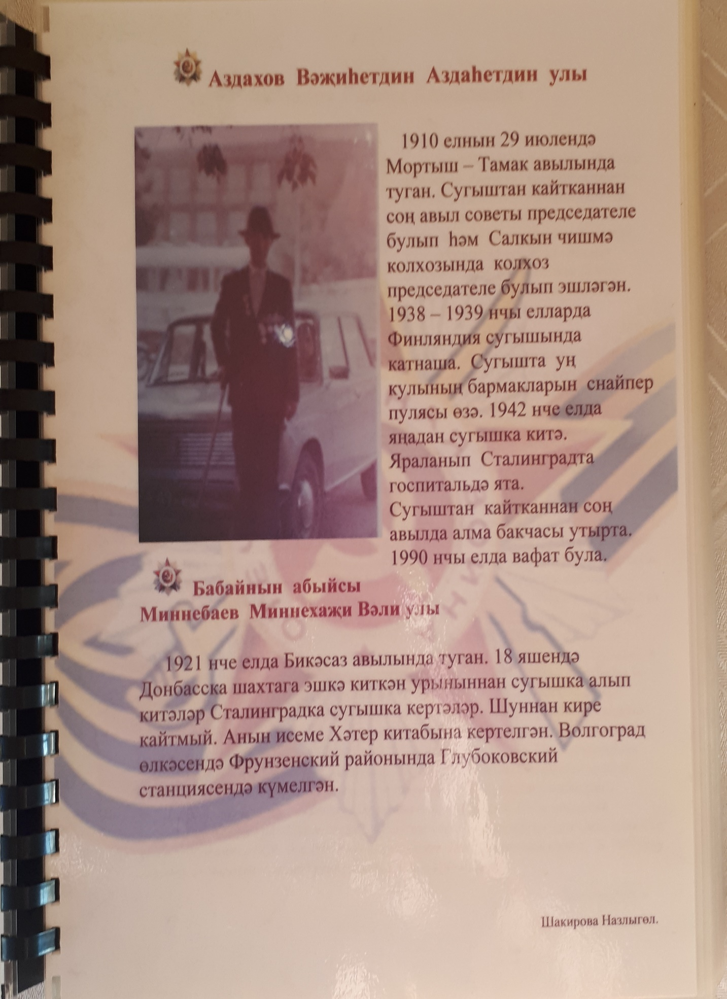 Аздахов Вәҗиһетдин Аздаһетдин улы
1910 елнын 29 июлендә
Мортыш – Тамак авылында
туган. Сугыштан кайтканнан
соң авыл советы председателе
булып һәм Салкын чишмә
колхозында колхоз
председателе булып эшләгән.
1938 – 1939 нчы елларда
Финляндия сугышында
катнаша. Сугышта уң
кулының бармакларын снайпер
пулясы өзә. 1942 нче елда
яңадан сугышка китә.
Яраланып Сталинградта
госпитальдә ята.
Сугыштан кайтканнан соң
авылда алма бакчасы утырта.
1990 нчы елда вафат була.
Бабайнын абыйсы
Миннебаев Миннехаҗи Вәли улы
1921 нче елда Бикәсаз авылында туган. 18 яшендә
Донбасска шахтага эшкә киткән урыныннан сугышка алып
китәләр Сталинградка сугышка кертәләр. Шуннан кире
кайтмый. Анын исеме Хәтер китабына кертелгән. Волгоград
өлкәсендә Фрунзенский районында Глубоковский
станциясендә күмелгән.
Шакирова Назлыгөл.